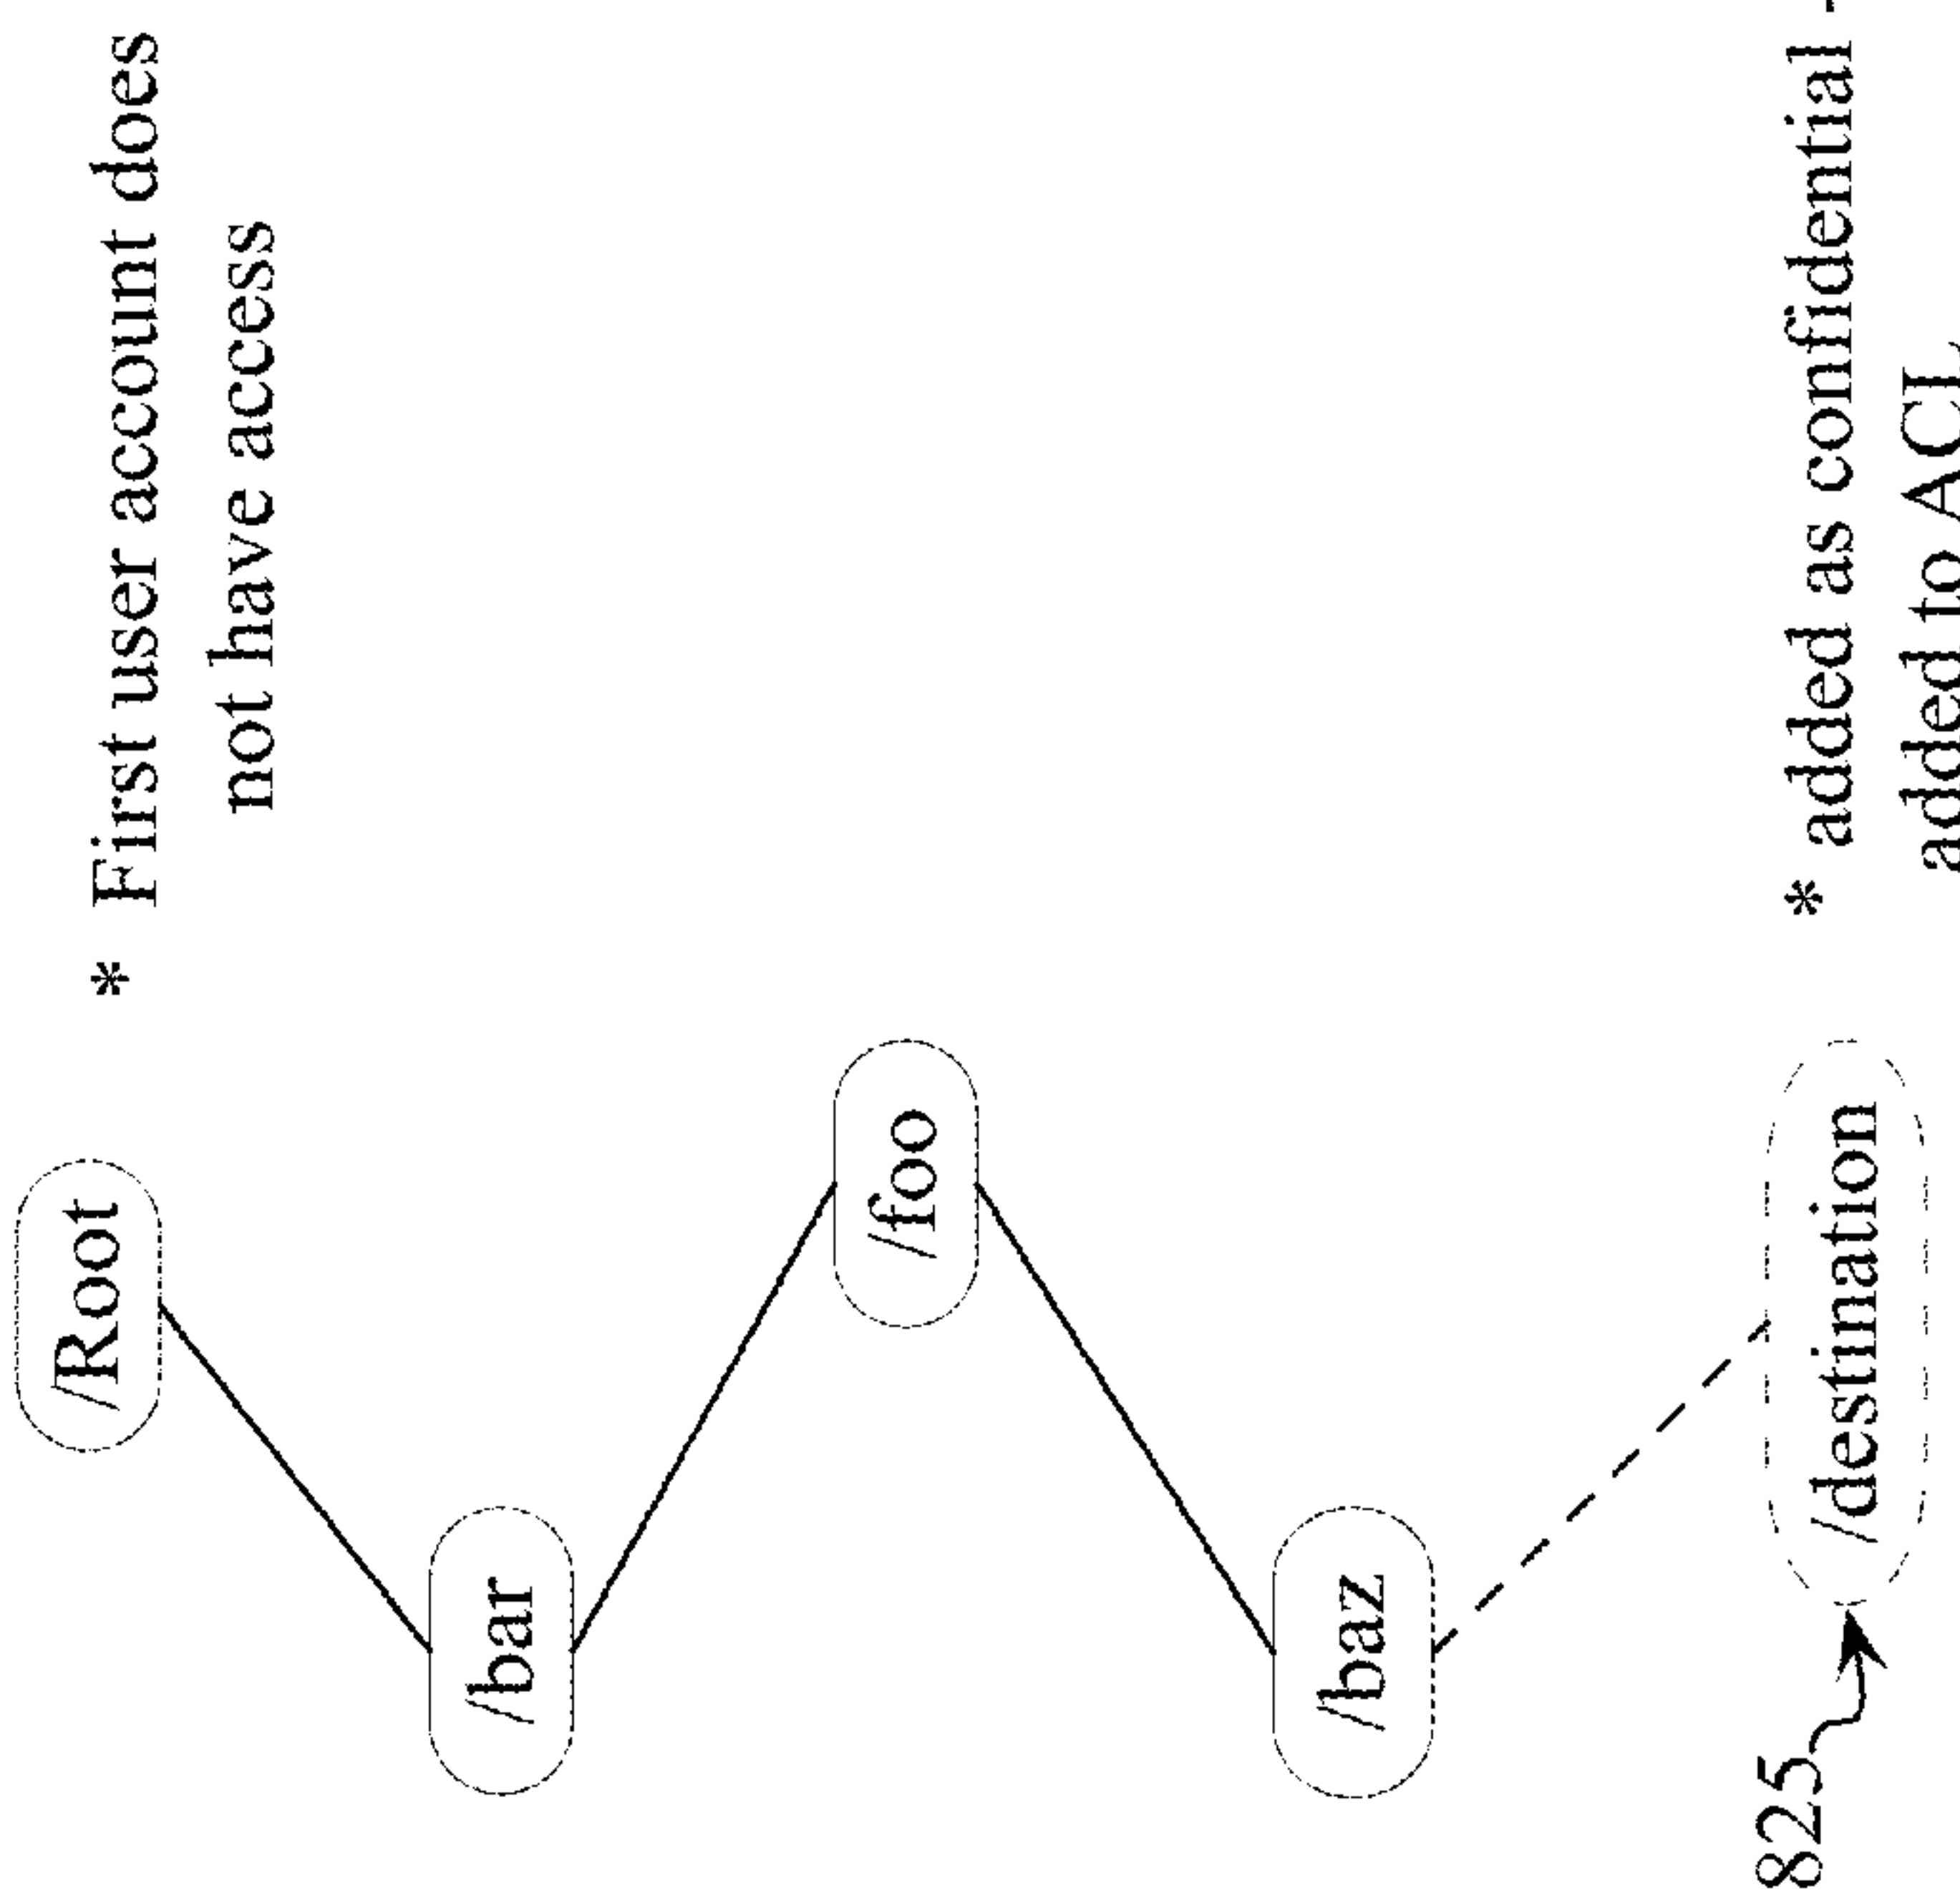 /Root
* First user account does
not have access
/bar
/foo
/baz
/destination
* added as confidential -
added to ACL
825